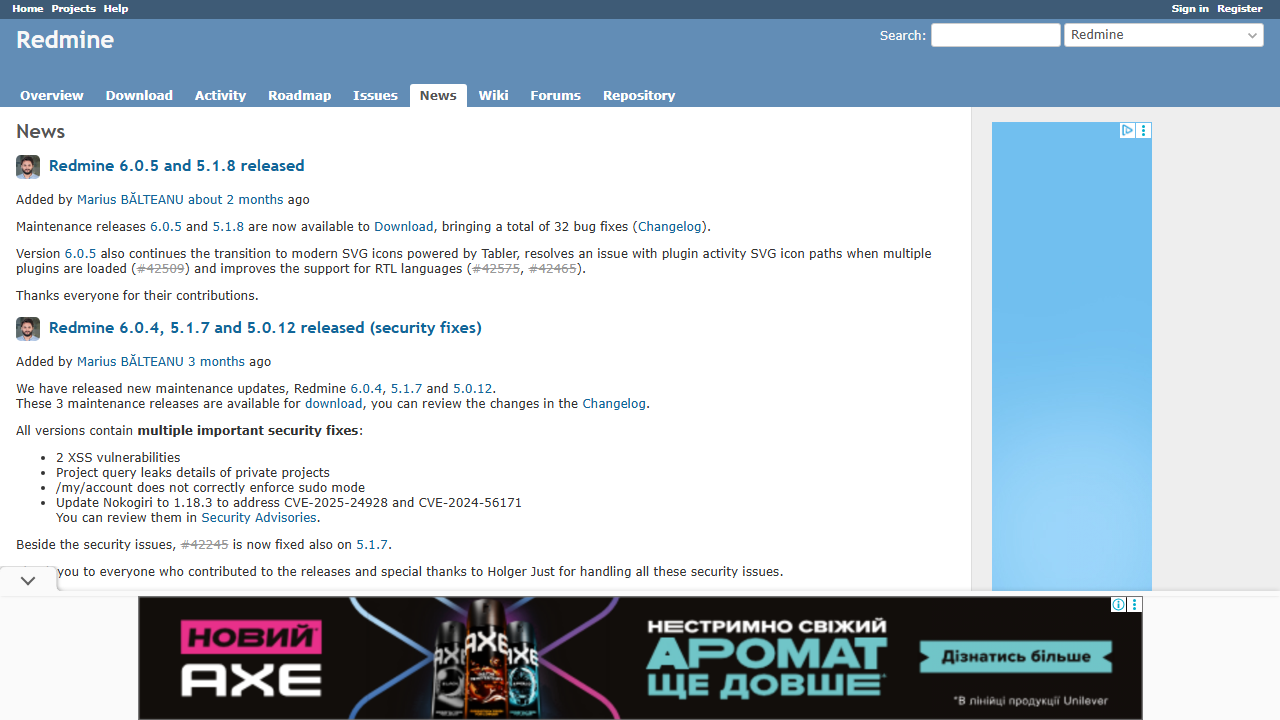 Home Projects Help Sign in Register
Redmine
Search: Redmine
Overview Download Activity Roadmap Issues News Wiki Forums Repository
News
Redmine 6.0.5 and 5.1.8 released
Added by Marius BĂLTEANU about 2 months ago
Maintenance releases 6.0.5 and 5.1.8 are now available to Download, bringing a total of 32 bug fixes (Changelog).
Version 6.0.5 also continues the transition to modern SVG icons powered by Tabler, resolves an issue with plugin activity SVG icon paths when multiple
plugins are loaded (#42509) and improves the support for RTL languages (#42575, #42465).
Thanks everyone for their contributions.
Redmine 6.0.4, 5.1.7 and 5.0.12 released (security fixes)
Added by Marius BĂLTEANU 3 months ago
We have released new maintenance updates, Redmine 6.0.4, 5.1.7 and 5.0.12.
These 3 maintenance releases are available for download, you can review the changes in the Changelog.
All versions contain multiple important security fixes:
2 XSS vulnerabilities
Project query leaks details of private projects
/my/account does not correctly enforce sudo mode
Update Nokogiri to 1.18.3 to address CVE-2025-24928 and CVE-2024-56171
You can review them in Security Advisories.
Beside the security issues, #42245 is now fixed also on 5.1.7.
you to everyone who contributed to the releases and special thanks to Holger Just for handling all these security issues.
НОВИЙ*
AXE
AXE AXE AXE
НЕСТРИМНО СВІЖИЙ
АРОМАТ
ЩЕ ДОВШЕ*
Дізнатись більше
*В лінійці продукції Unilever